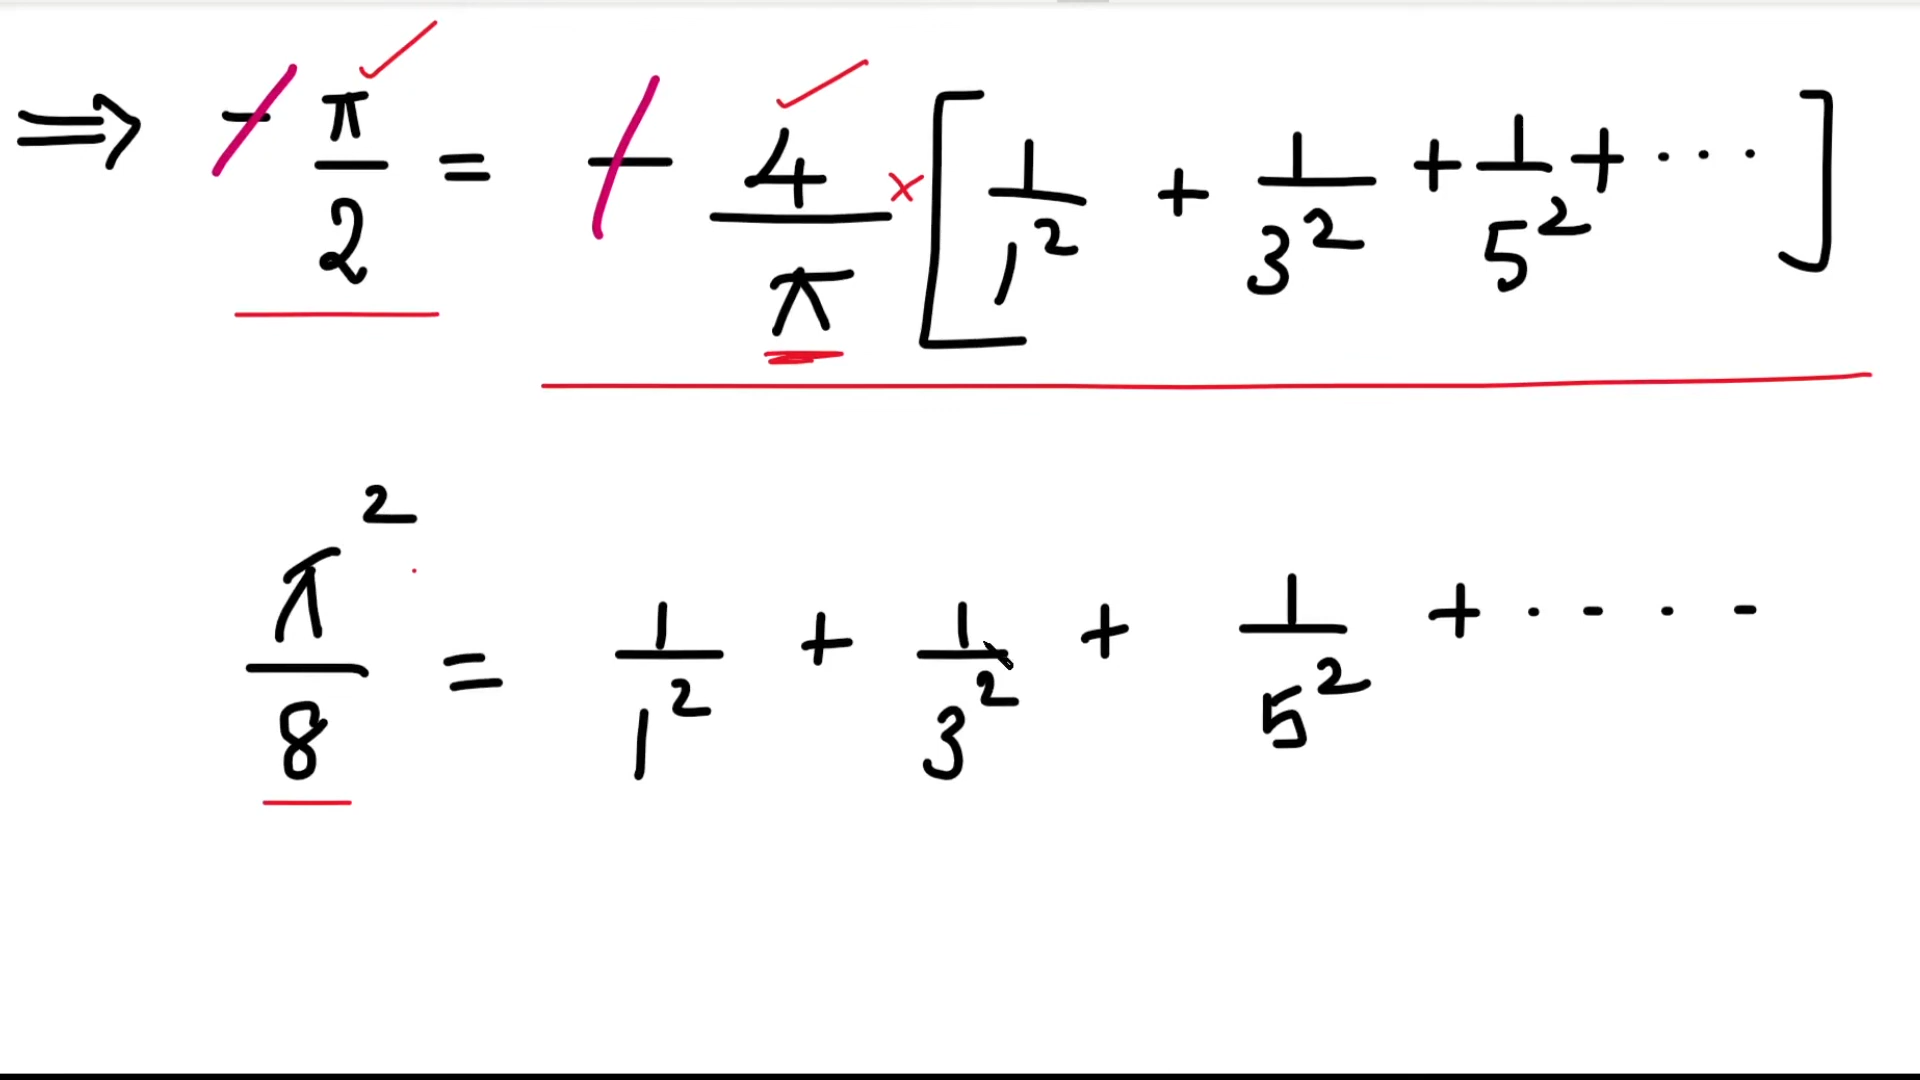 ⇒ - π/2 = - 4/π × [ 1/1² + 1/3² + 1/5² + ··· ]
π²/8 = 1/1² + 1/3² + 1/5² + ····